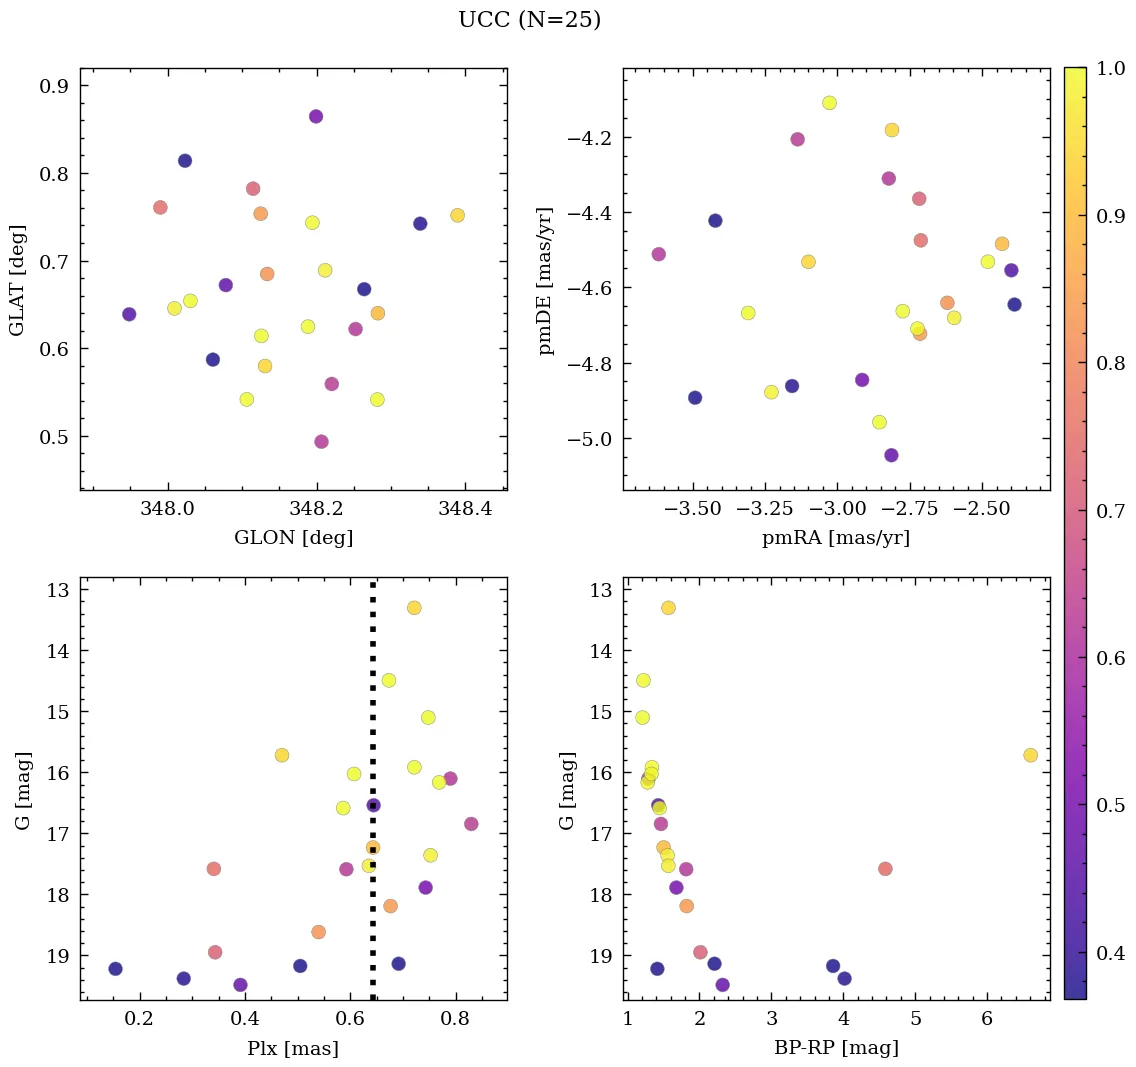 UCC (N=25)
0.9
0.8
0.7
0.6
0.5
GLAT [deg]
348.0 348.2 348.4
GLON [deg]
−4.2
−4.4
−4.6
−4.8
−5.0
pmDE [mas/yr]
−3.50 −3.25 −3.00 −2.75 −2.50
pmRA [mas/yr]
1.0
0.9
0.8
0.7
0.6
0.5
0.4
13
14
15
16
17
18
19
G [mag]
0.2 0.4 0.6 0.8
Plx [mas]
13
14
15
16
17
18
19
G [mag]
1 2 3 4 5 6
BP-RP [mag]